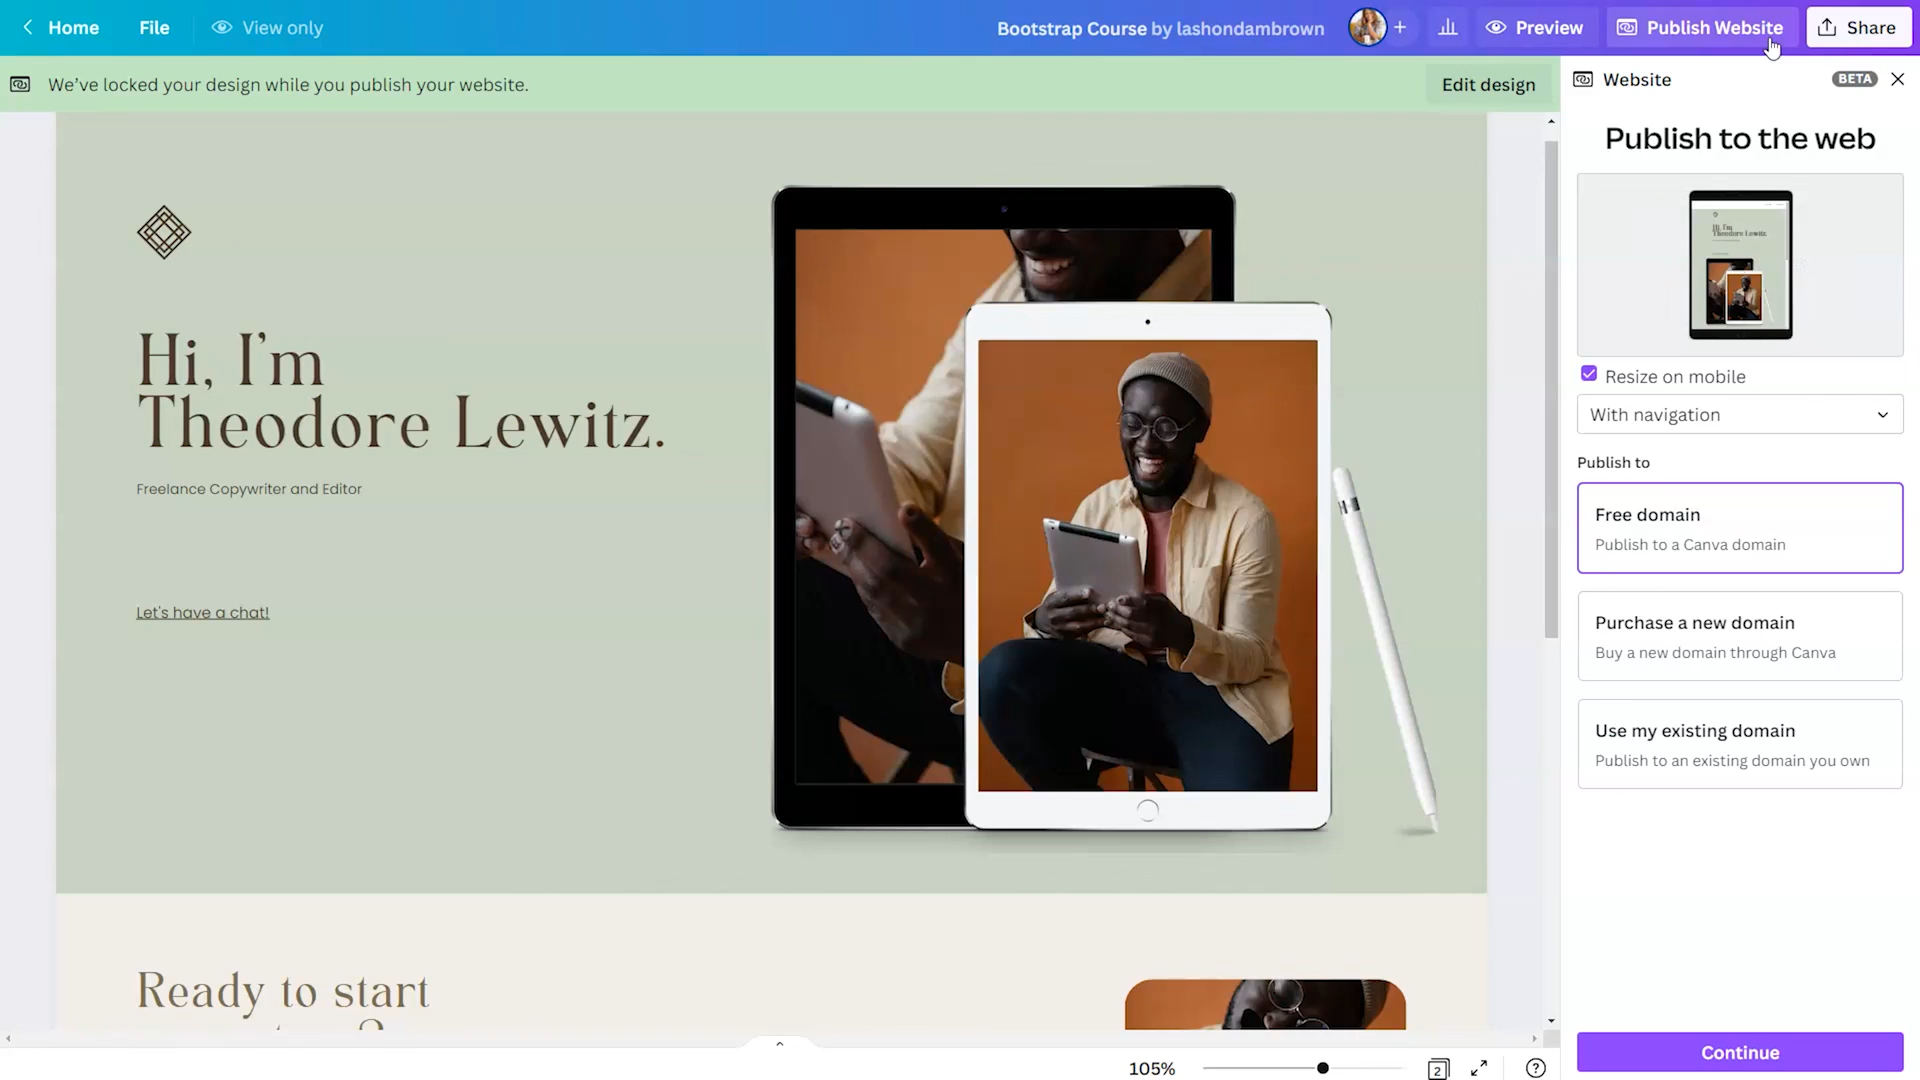 Home
File
View only
Bootstrap Course by lashondambrown
+
Preview
Publish Website
Share
We've locked your design while you publish your website.
Edit design
Website
BETA
Publish to the web
Hi, I'm
Theodore Lewitz.
Hi, I'm
Theodore Lewitz.
Freelance Copywriter and Editor
Let's have a chat!
Resize on mobile
With navigation
Publish to
Free domain
Publish to a Canva domain
Purchase a new domain
Buy a new domain through Canva
Use my existing domain
Publish to an existing domain you own
Ready to start
105%
2
?
Continue